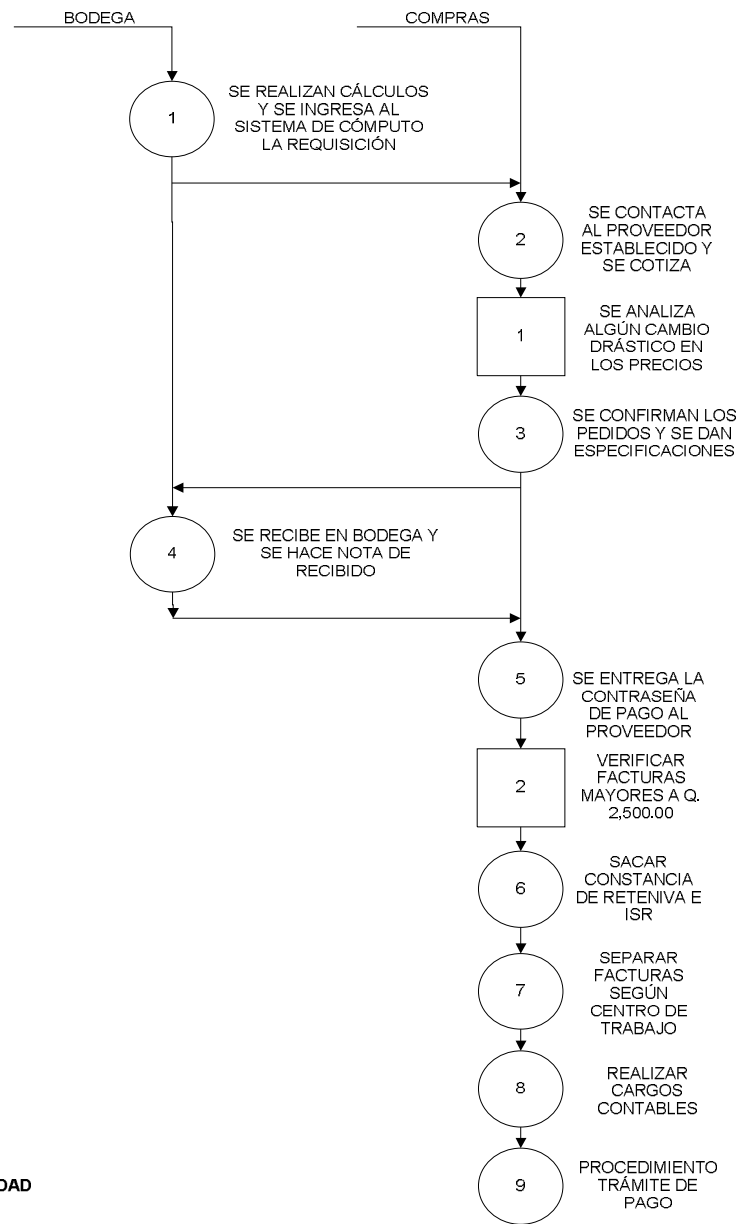 BODEGA
COMPRAS
1
SE REALIZAN CÁLCULOS
Y SE INGRESA AL
SISTEMA DE CÓMPUTO
LA REQUISICIÓN
2
SE CONTACTA
AL PROVEEDOR
ESTABLECIDO Y
SE COTIZA
1
SE ANALIZA
ALGÚN CAMBIO
DRÁSTICO EN
LOS PRECIOS
3
SE CONFIRMAN LOS
PEDIDOS Y SE DAN
ESPECIFICACIONES
4
SE RECIBE EN BODEGA Y
SE HACE NOTA DE
RECIBIDO
5
SE ENTREGA LA
CONTRASEÑA
DE PAGO AL
PROVEEDOR
2
VERIFICAR
FACTURAS
MAYORES A Q.
2,500.00
6
SACAR
CONSTANCIA
DE RETENIVA E
ISR
7
SEPARAR
FACTURAS
SEGÚN
CENTRO DE
TRABAJO
8
REALIZAR
CARGOS
CONTABLES
9
PROCEDIMIENTO
TRÁMITE DE
PAGO
DAD